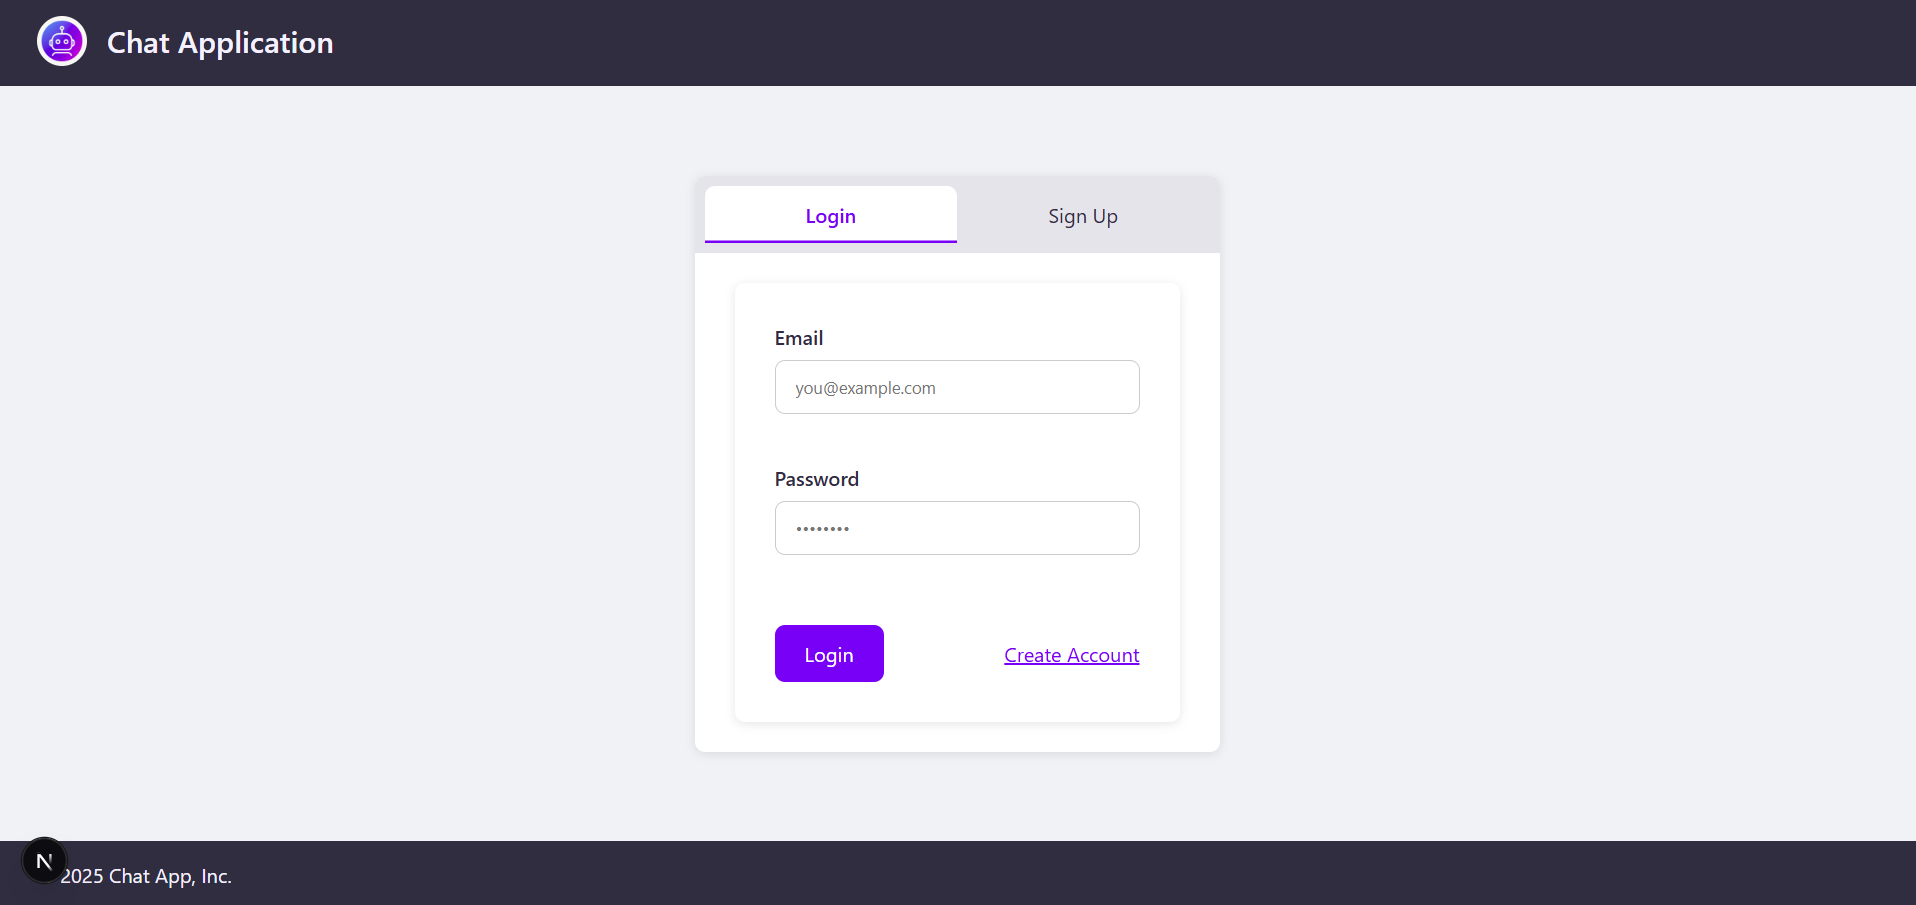 Chat Application
Login
Sign Up
Email
you@example.com
Password
••••••••
Login
Create Account
N
2025 Chat App, Inc.